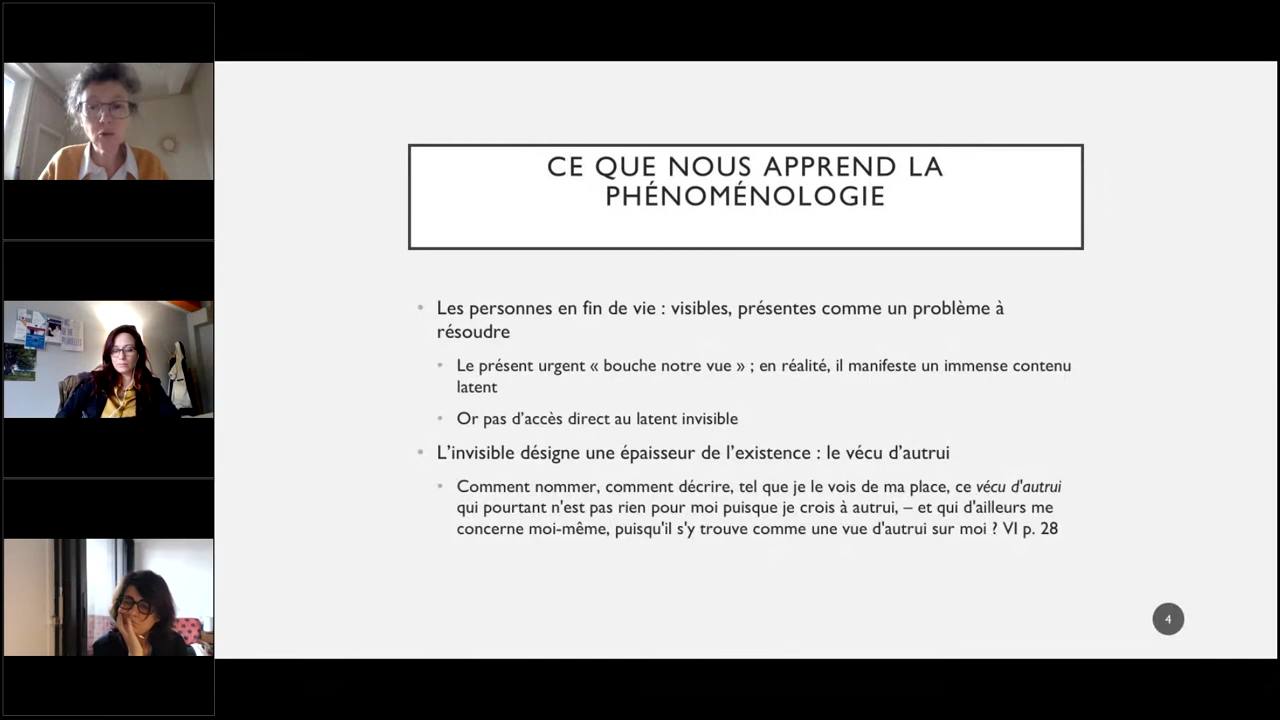 CE QUE NOUS APPREND LA
PHÉNOMÉNOLOGIE
• Les personnes en fin de vie : visibles, présentes comme un problème à
résoudre
• Le présent urgent « bouche notre vue » ; en réalité, il manifeste un immense contenu
latent
• Or pas d'accès direct au latent invisible
• L'invisible désigne une épaisseur de l'existence : le vécu d'autrui
• Comment nommer, comment décrire, tel que je le vois de ma place, ce vécu d'autrui
qui pourtant n'est pas rien pour moi puisque je crois à autrui, – et qui d'ailleurs me
concerne moi-même, puisqu'il s'y trouve comme une vue d'autrui sur moi ? VI p. 28
4